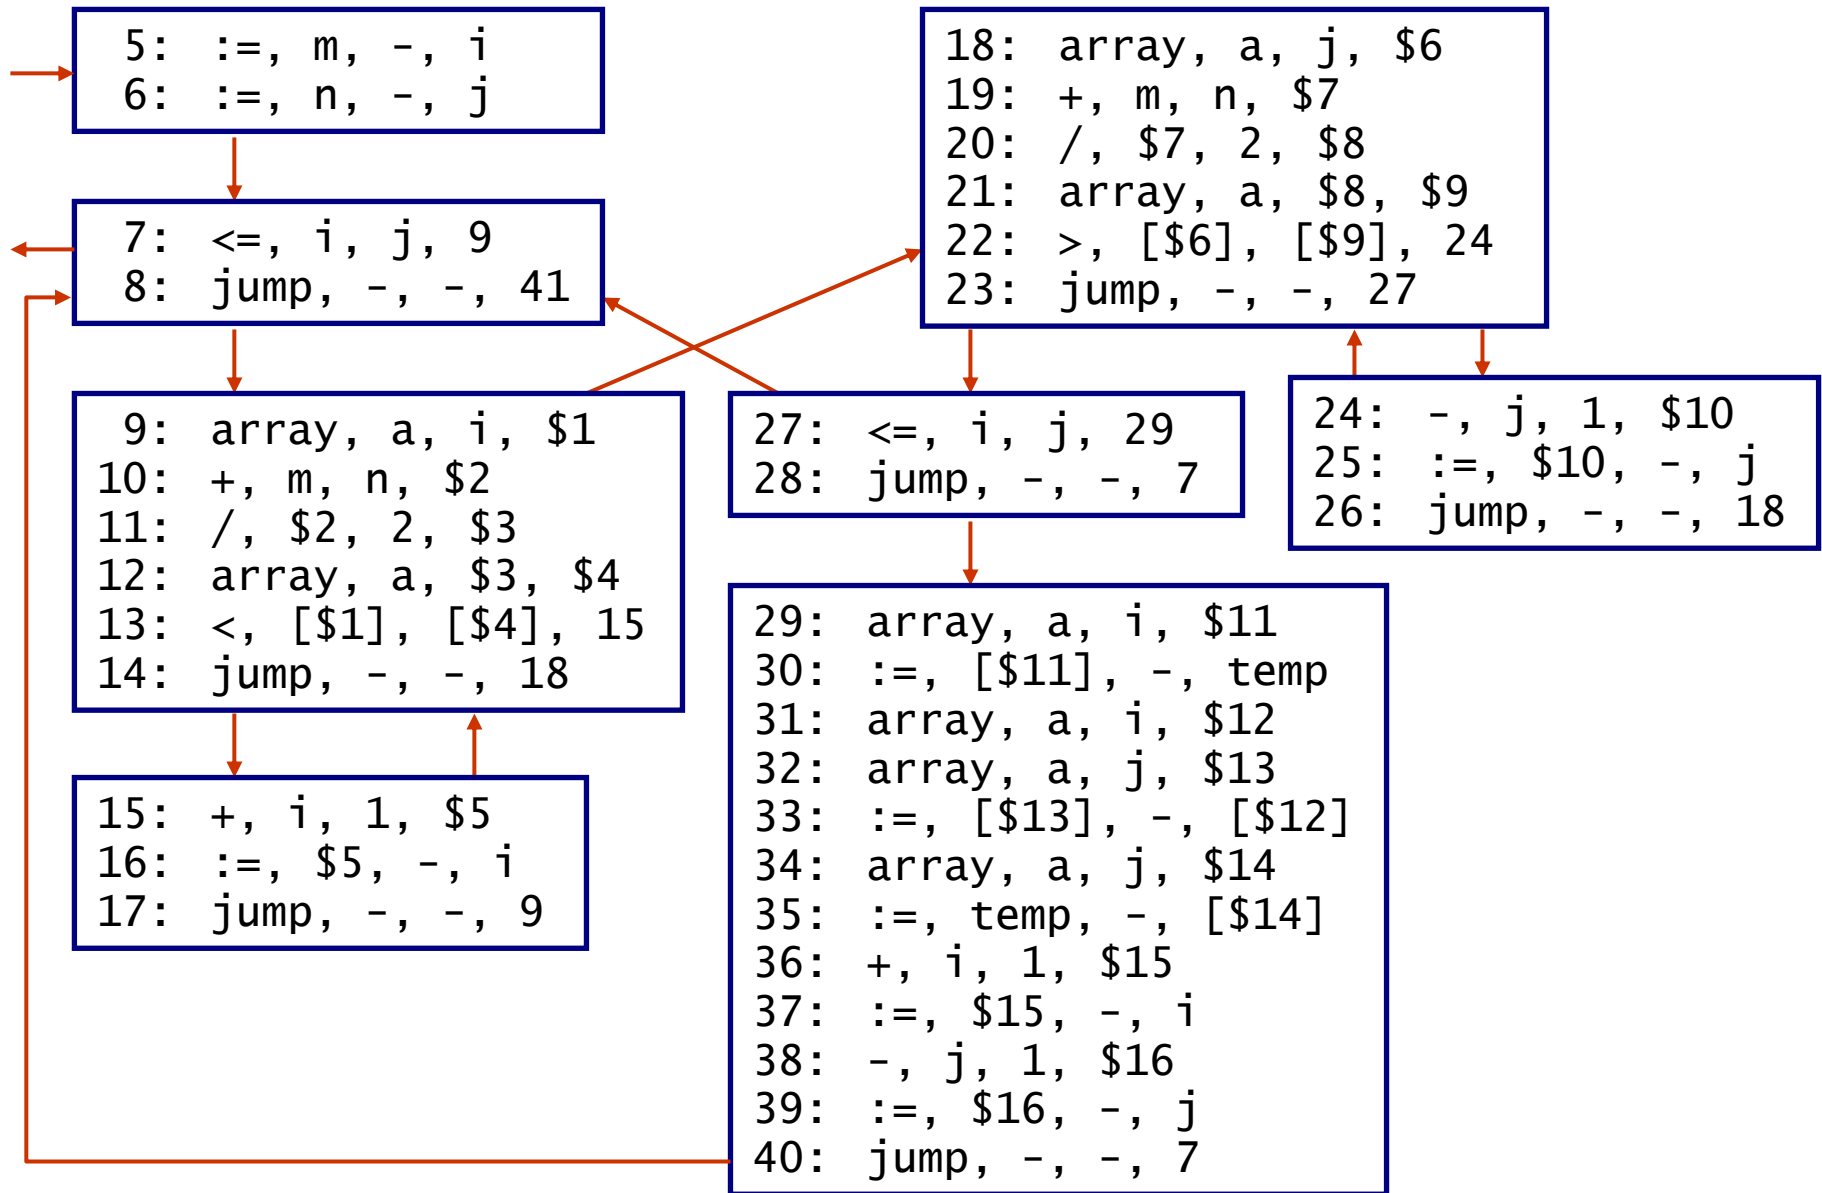 5: :=, m, -, i
6: :=, n, -, j
7: <=, i, j, 9
8: jump, -, -, 41
9: array, a, i, $1
10: +, m, n, $2
11: /, $2, 2, $3
12: array, a, $3, $4
13: <, [$1], [$4], 15
14: jump, -, -, 18
15: +, i, 1, $5
16: :=, $5, -, i
17: jump, -, -, 9
18: array, a, j, $6
19: +, m, n, $7
20: /, $7, 2, $8
21: array, a, $8, $9
22: >, [$6], [$9], 24
23: jump, -, -, 27
24: -, j, 1, $10
25: :=, $10, -, j
26: jump, -, -, 18
27: <=, i, j, 29
28: jump, -, -, 7
29: array, a, i, $11
30: :=, [$11], -, temp
31: array, a, i, $12
32: array, a, j, $13
33: :=, [$13], -, [$12]
34: array, a, j, $14
35: :=, temp, -, [$14]
36: +, i, 1, $15
37: :=, $15, -, i
38: -, j, 1, $16
39: :=, $16, -, j
40: jump, -, -, 7